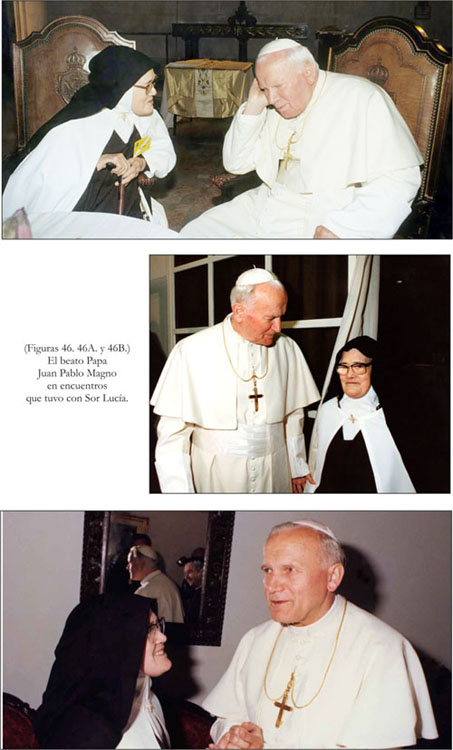 (Figuras 46. 46A. y 46B.)
El beato Papa
Juan Pablo Magno
en encuentros
que tuvo con Sor Lucía.